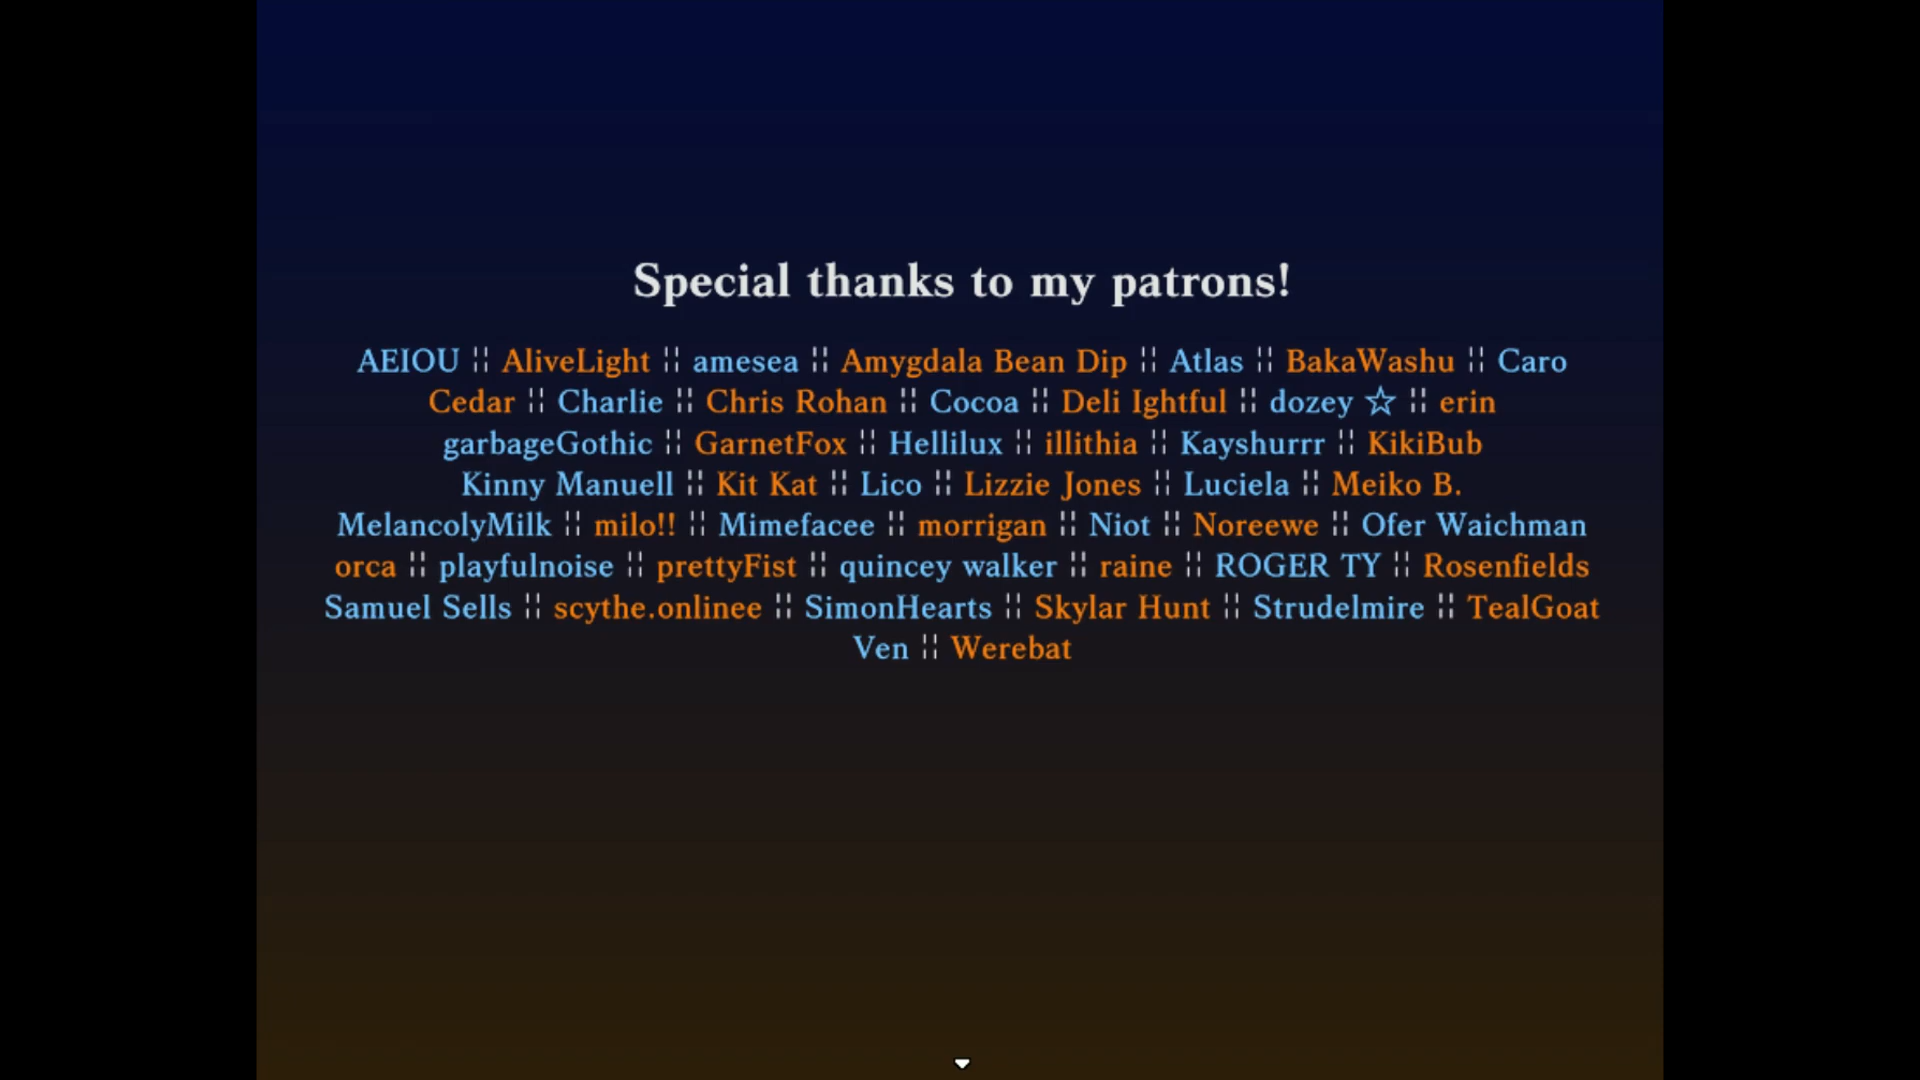 Special thanks to my patrons!
AEIOU ¦¦ AliveLight ¦¦ amesea ¦¦ Amygdala Bean Dip ¦¦ Atlas ¦¦ BakaWashu ¦¦ Caro
Cedar ¦¦ Charlie ¦¦ Chris Rohan ¦¦ Cocoa ¦¦ Deli Ightful ¦¦ dozey ☆ ¦¦ erin
garbageGothic ¦¦ GarnetFox ¦¦ Hellilux ¦¦ illithia ¦¦ Kayshurrr ¦¦ KikiBub
Kinny Manuell ¦¦ Kit Kat ¦¦ Lico ¦¦ Lizzie Jones ¦¦ Luciela ¦¦ Meiko B.
MelancolyMilk ¦¦ milo!! ¦¦ Mimefacee ¦¦ morrigan ¦¦ Niot ¦¦ Noreewe ¦¦ Ofer Waichman
orca ¦¦ playfulnoise ¦¦ prettyFist ¦¦ quincey walker ¦¦ raine ¦¦ ROGER TY ¦¦ Rosenfields
Samuel Sells ¦¦ scythe.onlinee ¦¦ SimonHearts ¦¦ Skylar Hunt ¦¦ Strudelmire ¦¦ TealGoat
Ven ¦¦ Werebat